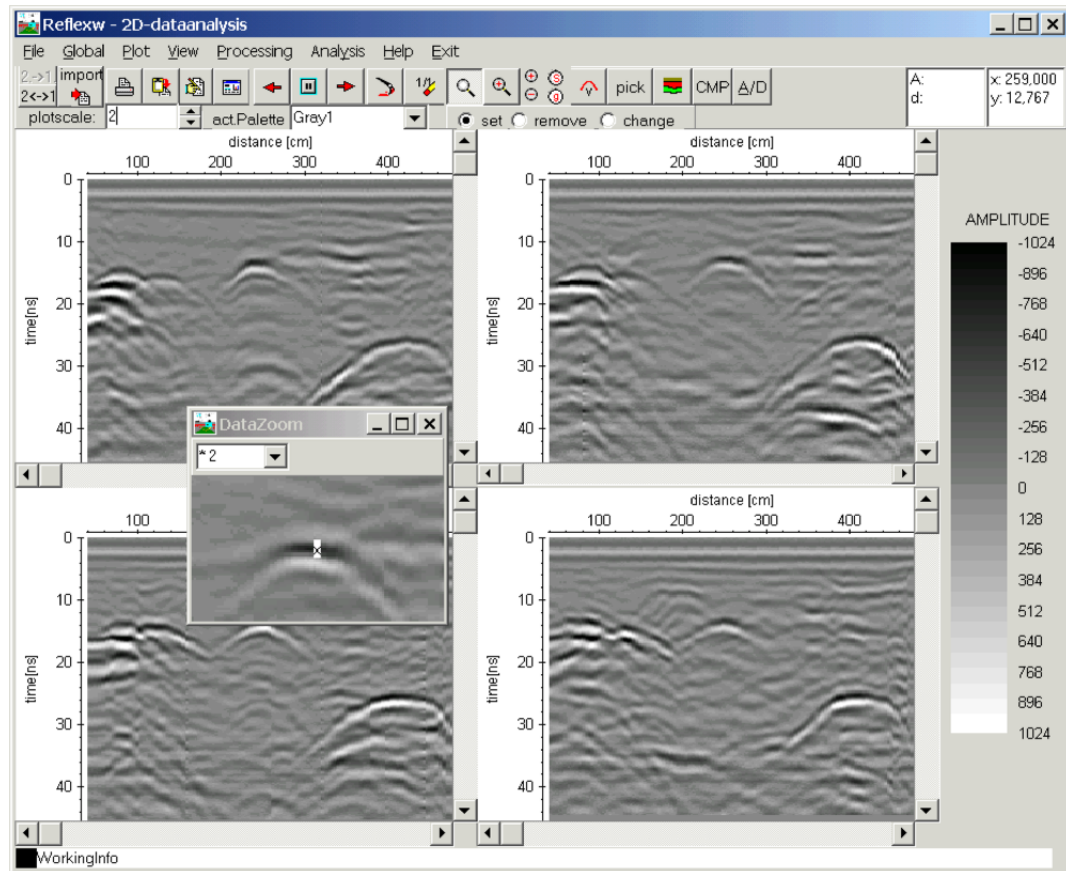 Reflexw - 2D-dataanalysis
File Global Plot View Processing Analysis Help Exit
2.->1 import
2<->1
1/1 pick CMP A/D
A: x: 259,000
d: y: 12,767
plotscale: 2 act.Palette Gray1 set remove change
distance [cm] distance [cm]
100 200 300 400 100 200 300 400
0 0
10 10
20 20
30 30
40 40
time[ns] time[ns]
AMPLITUDE
-1024
-896
-768
-640
-512
-384
-256
-128
0
128
256
384
512
640
768
896
1024
DataZoom
* 2
distance [cm]
100 100 200 300 400
0 0
10 10
20 20
30 30
40 40
time[ns] time[ns]
WorkingInfo